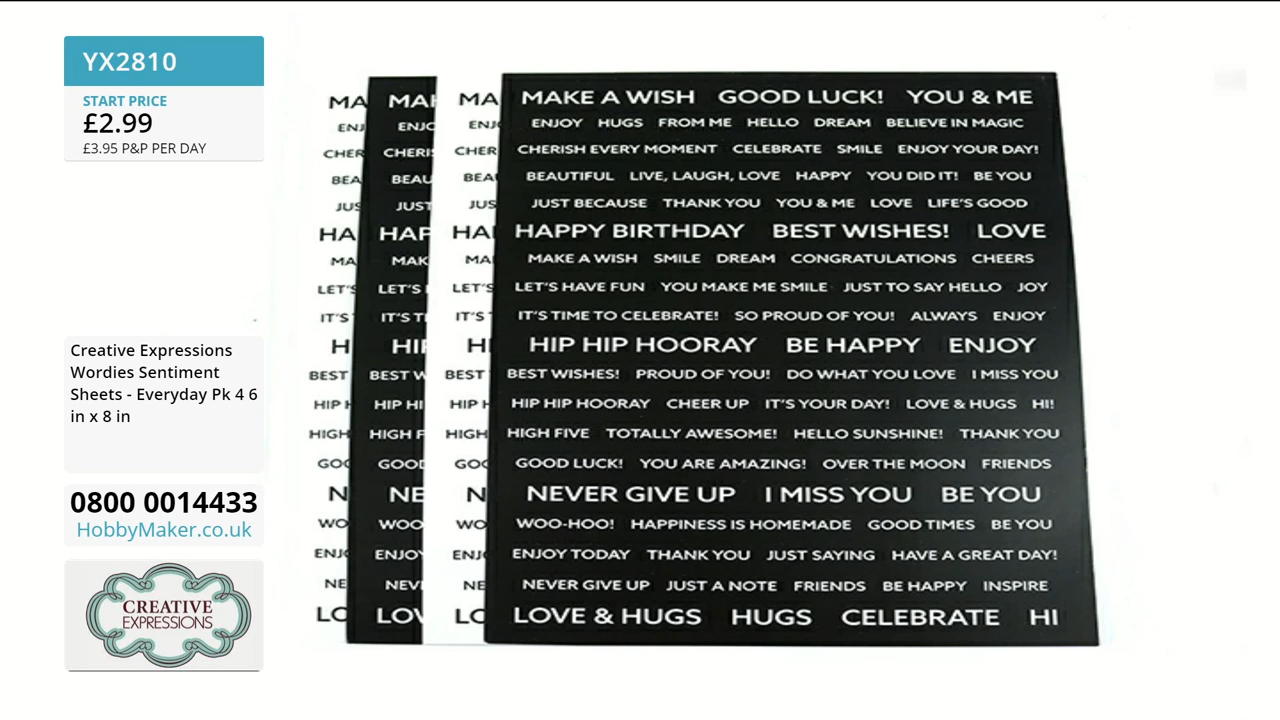 YX2810
START PRICE
£2.99
£3.95 P&P PER DAY
Creative Expressions
Wordies Sentiment
Sheets - Everyday Pk 4 6
in x 8 in
0800 0014433
HobbyMaker.co.uk
CREATIVE
EXPRESSIONS
MAKE A WISH GOOD LUCK! YOU & ME
ENJOY HUGS FROM ME HELLO DREAM BELIEVE IN MAGIC
CHERISH EVERY MOMENT CELEBRATE SMILE ENJOY YOUR DAY!
BEAUTIFUL LIVE, LAUGH, LOVE HAPPY YOU DID IT! BE YOU
JUST BECAUSE THANK YOU YOU & ME LOVE LIFE'S GOOD
HAPPY BIRTHDAY BEST WISHES! LOVE
MAKE A WISH SMILE DREAM CONGRATULATIONS CHEERS
LET'S HAVE FUN YOU MAKE ME SMILE JUST TO SAY HELLO JOY
IT'S TIME TO CELEBRATE! SO PROUD OF YOU! ALWAYS ENJOY
HIP HIP HOORAY BE HAPPY ENJOY
BEST WISHES! PROUD OF YOU! DO WHAT YOU LOVE I MISS YOU
HIP HIP HOORAY CHEER UP IT'S YOUR DAY! LOVE & HUGS HI!
HIGH FIVE TOTALLY AWESOME! HELLO SUNSHINE! THANK YOU
GOOD LUCK! YOU ARE AMAZING! OVER THE MOON FRIENDS
NEVER GIVE UP I MISS YOU BE YOU
WOO-HOO! HAPPINESS IS HOMEMADE GOOD TIMES BE YOU
ENJOY TODAY THANK YOU JUST SAYING HAVE A GREAT DAY!
NEVER GIVE UP JUST A NOTE FRIENDS BE HAPPY INSPIRE
LOVE & HUGS HUGS CELEBRATE HI